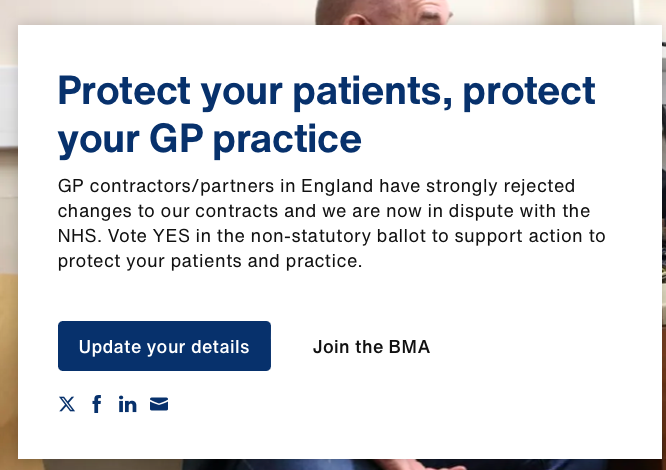 Protect your patients, protect
your GP practice
GP contractors/partners in England have strongly rejected
changes to our contracts and we are now in dispute with the
NHS. Vote YES in the non-statutory ballot to support action to
protect your patients and practice.
Update your details
Join the BMA